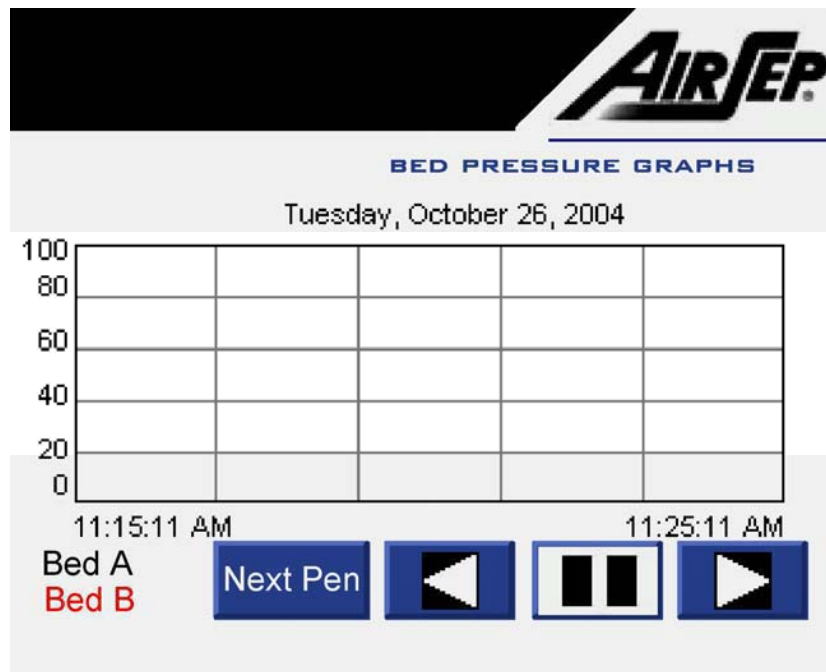 AIRSEP®
BED PRESSURE GRAPHS
Tuesday, October 26, 2004
100
80
60
40
20
0
11:15:11 AM 11:25:11 AM
Bed A
Bed B
Next Pen